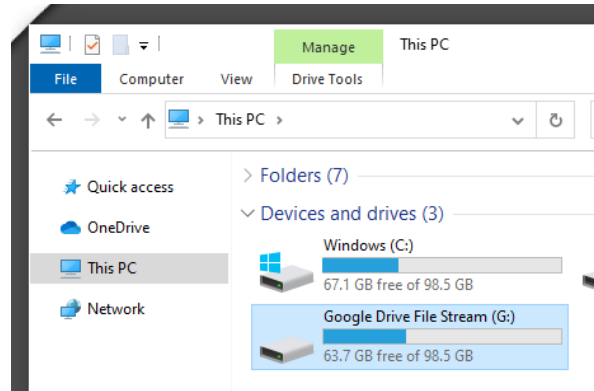 Manage This PC
File Computer View Drive Tools
This PC
Quick access
OneDrive
This PC
Network
Folders (7)
Devices and drives (3)
Windows (C:)
67.1 GB free of 98.5 GB
Google Drive File Stream (G:)
63.7 GB free of 98.5 GB